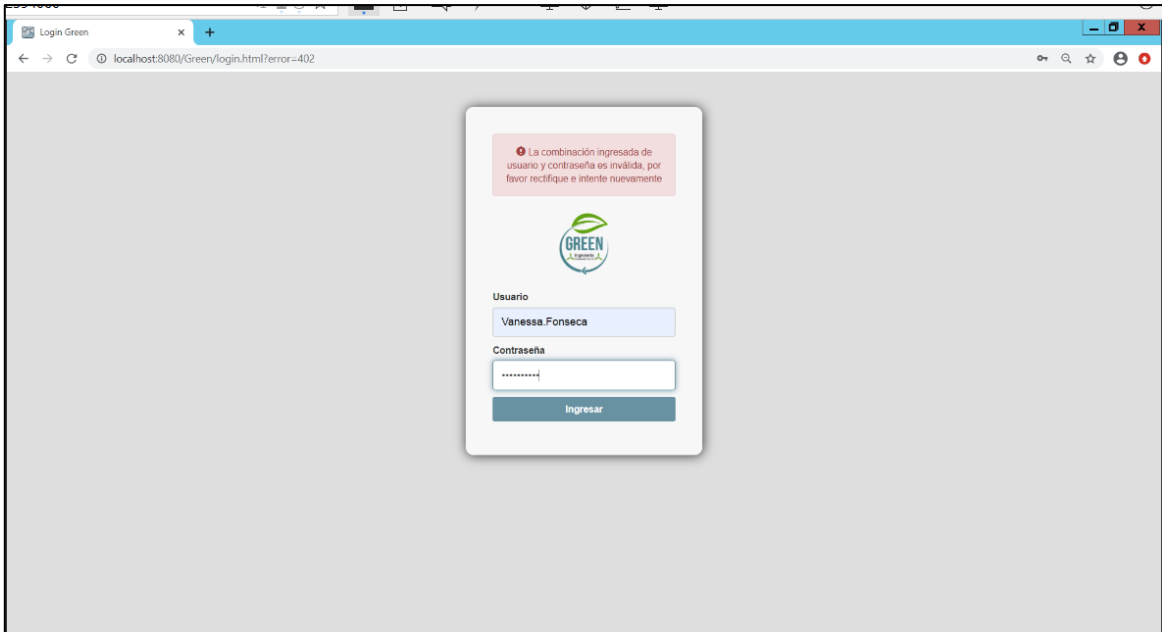 Login Green
localhost:8080/Green/login.html?error=402
La combinación ingresada de
usuario y contraseña es inválida, por
favor rectifique e intente nuevamente
GREEN
Usuario
Vanessa.Fonseca
Contraseña
Ingresar